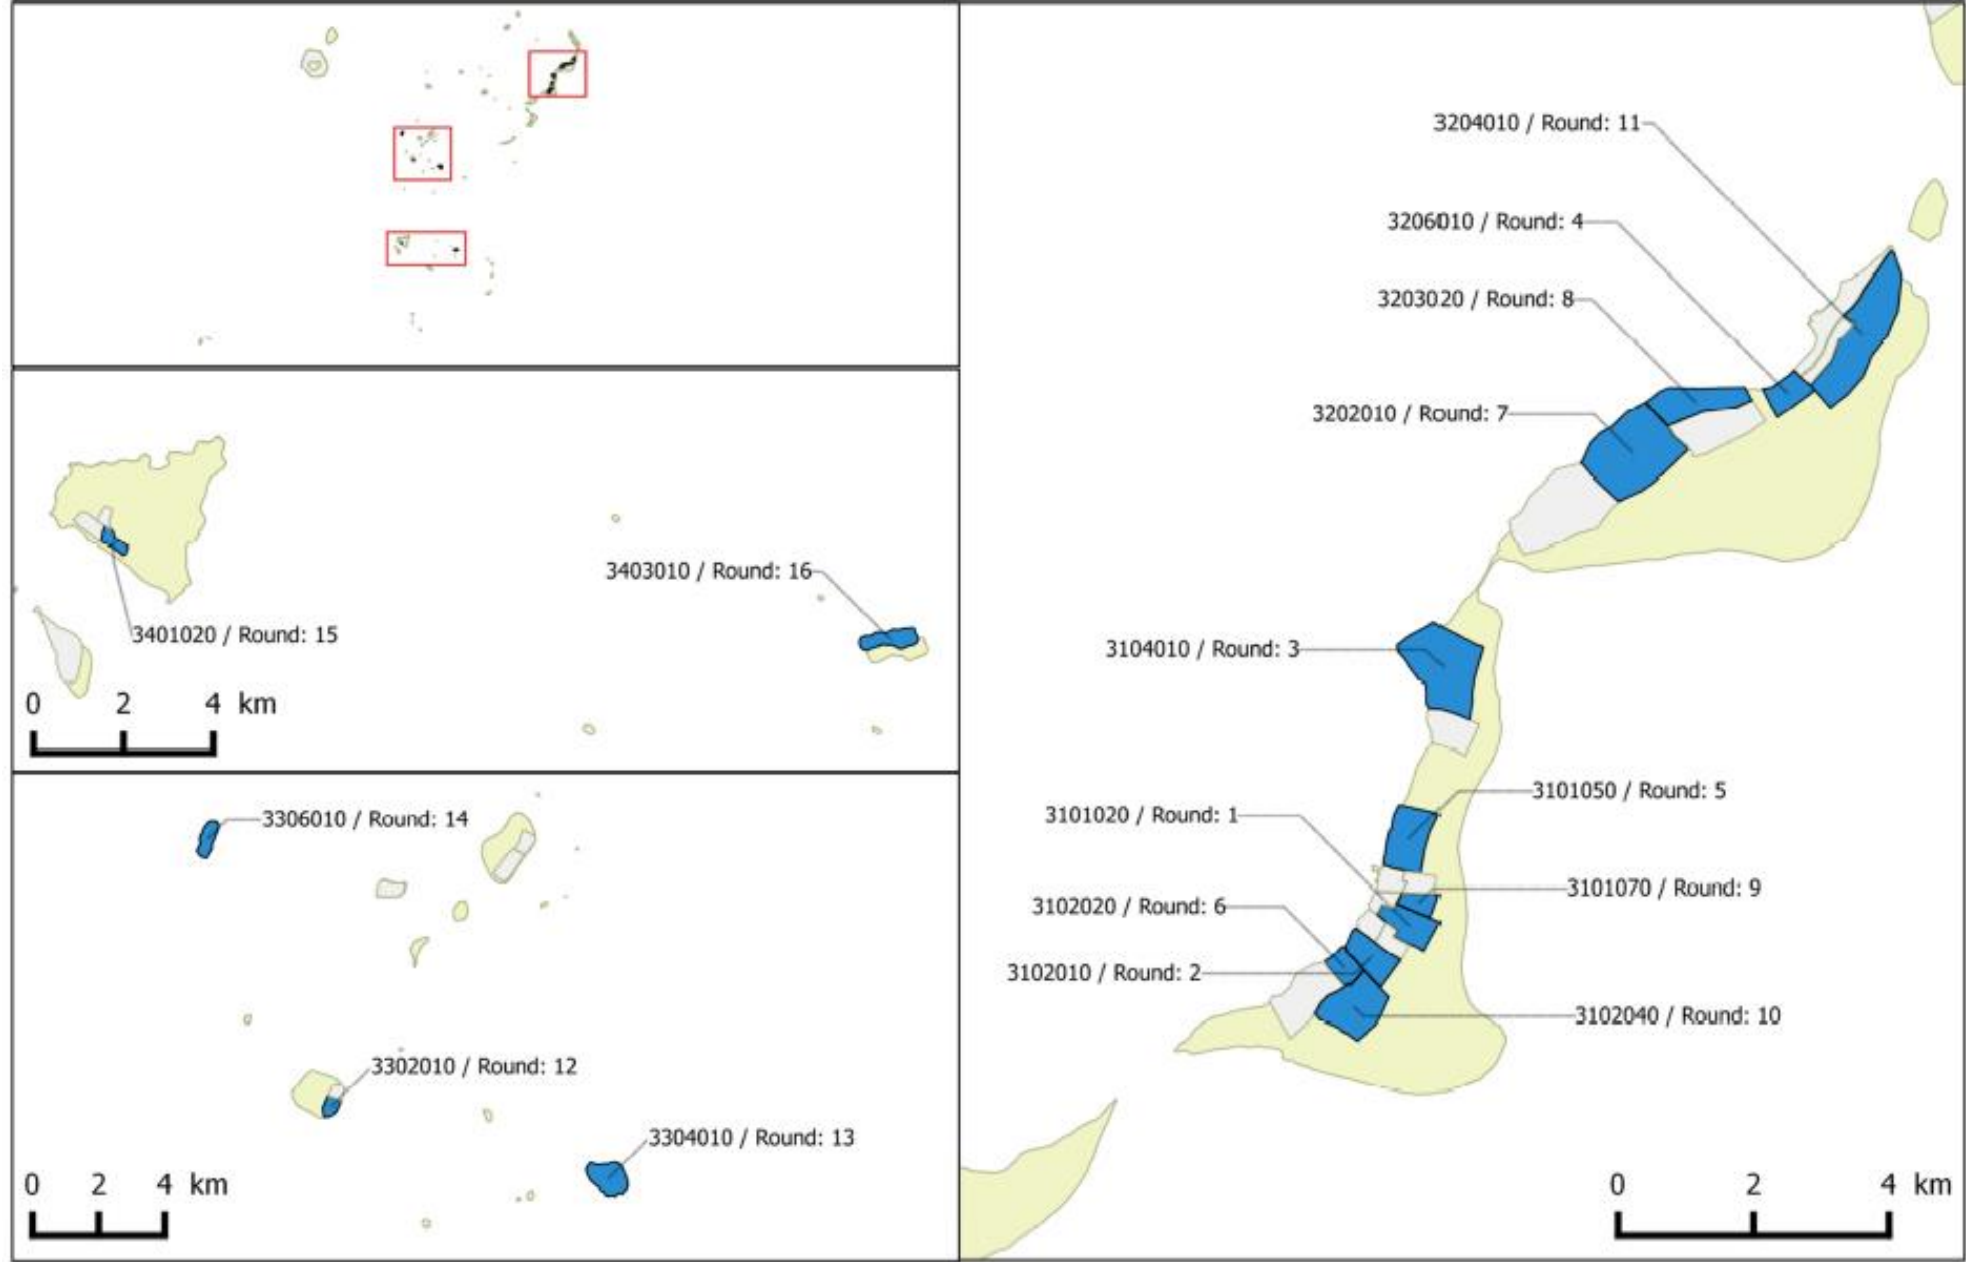 3401020 / Round: 15
3403010 / Round: 16
0 2 4 km
3306010 / Round: 14
3302010 / Round: 12
3304010 / Round: 13
0 2 4 km
3204010 / Round: 11
3206010 / Round: 4
3203020 / Round: 8
3202010 / Round: 7
3104010 / Round: 3
3101050 / Round: 5
3101020 / Round: 1
3101070 / Round: 9
3102020 / Round: 6
3102010 / Round: 2
3102040 / Round: 10
0 2 4 km